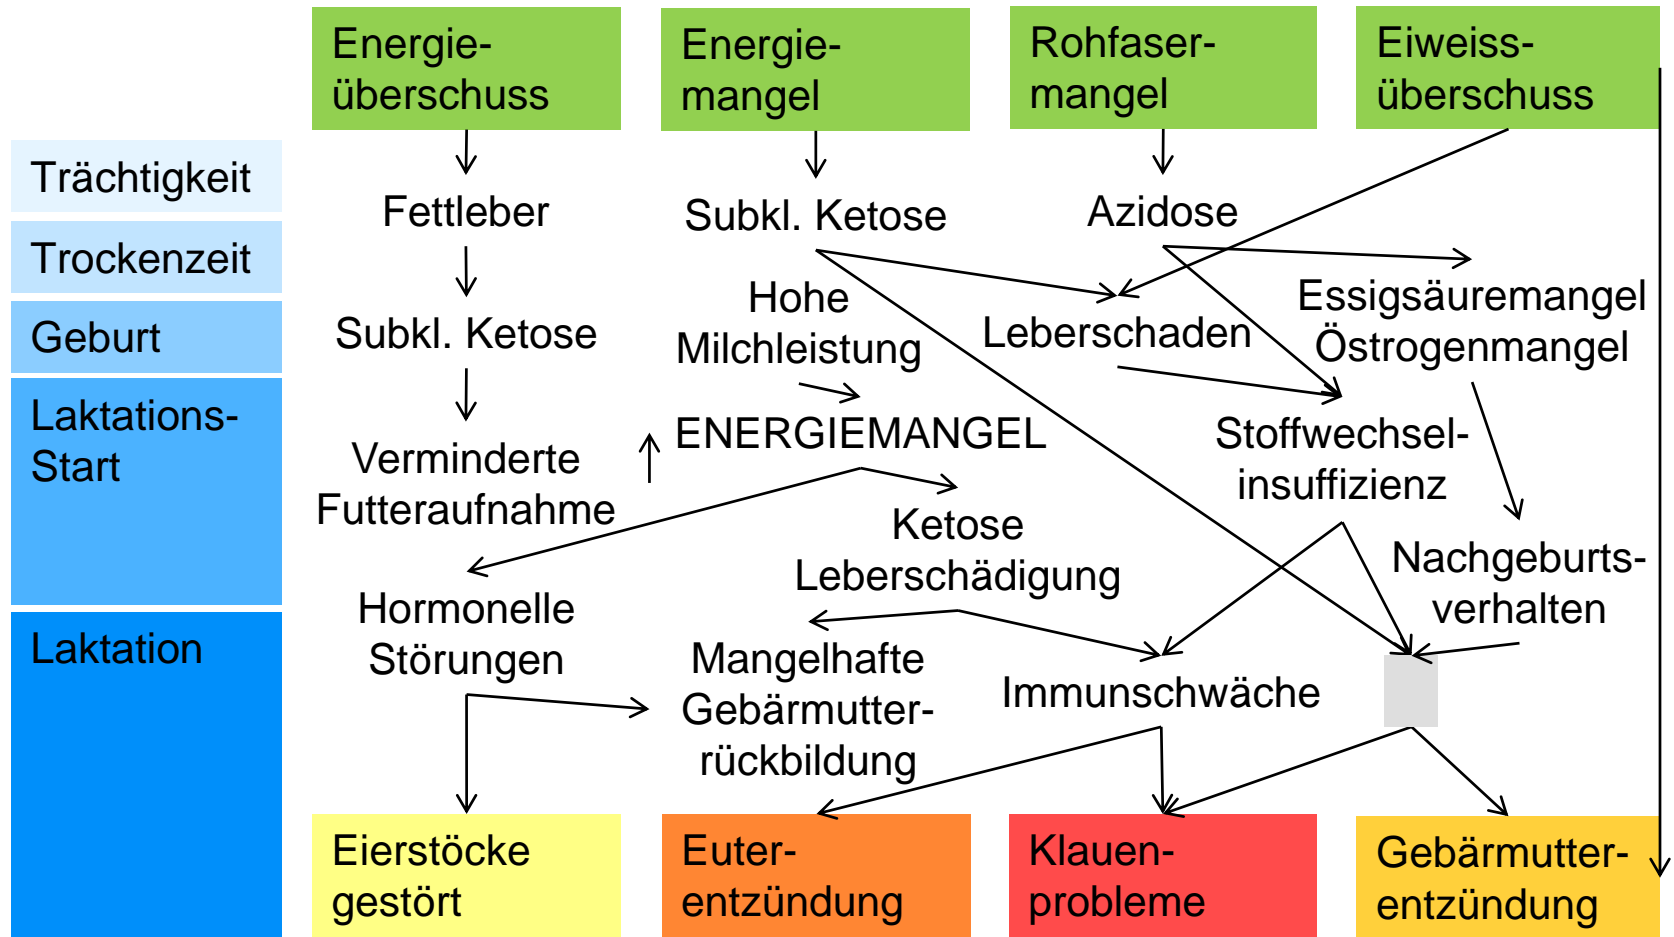 Energie-
überschuss
Energie-
mangel
Rohfaser-
mangel
Eiweiss-
überschuss
Trächtigkeit
Trockenzeit
Geburt
Laktations-
Start
Laktation
Fettleber
Subkl. Ketose
Verminderte
Futteraufnahme
Hormonelle
Störungen
Subkl. Ketose
Hohe
Milchleistung
ENERGIEMANGEL
Ketose
Leberschädigung
Mangelhafte
Gebärmutter-
rückbildung
Azidose
Leberschaden
Essigsäuremangel
Östrogenmangel
Stoffwechsel-
insuffizienz
Nachgeburts-
verhalten
Immunschwäche
Eierstöcke
gestört
Euter-
entzündung
Klauen-
probleme
Gebärmutter-
entzündung